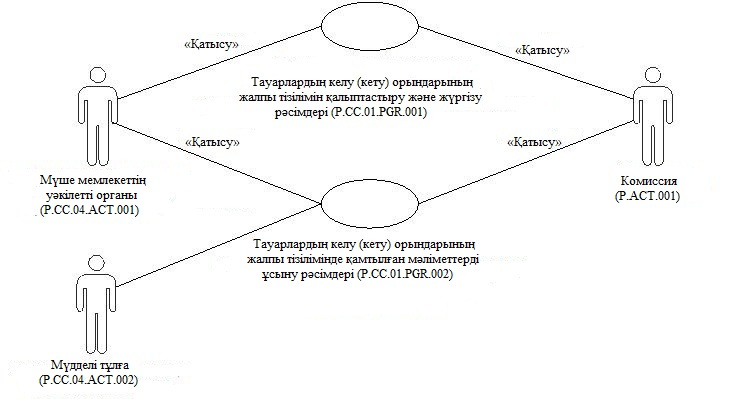 «Қатысу»
«Қатысу»
Тауарлардың келу (кету) орындарының
жалпы тізілімін қалыптастыру және жүргізу
рәсімдері (P.CC.01.PGR.001)
«Қатысу»
«Қатысу»
Мүше мемлекеттің
уәкілетті органы
(P.CC.04.ACT.001)
Комиссия
(P.ACT.001)
Тауарлардың келу (кету) орындарының
жалпы тізілімінде қамтылған мәліметтерді
ұсыну рәсімдері (P.CC.01.PGR.002)
Мүдделі тұлға
(P.CC.04.ACT.002)